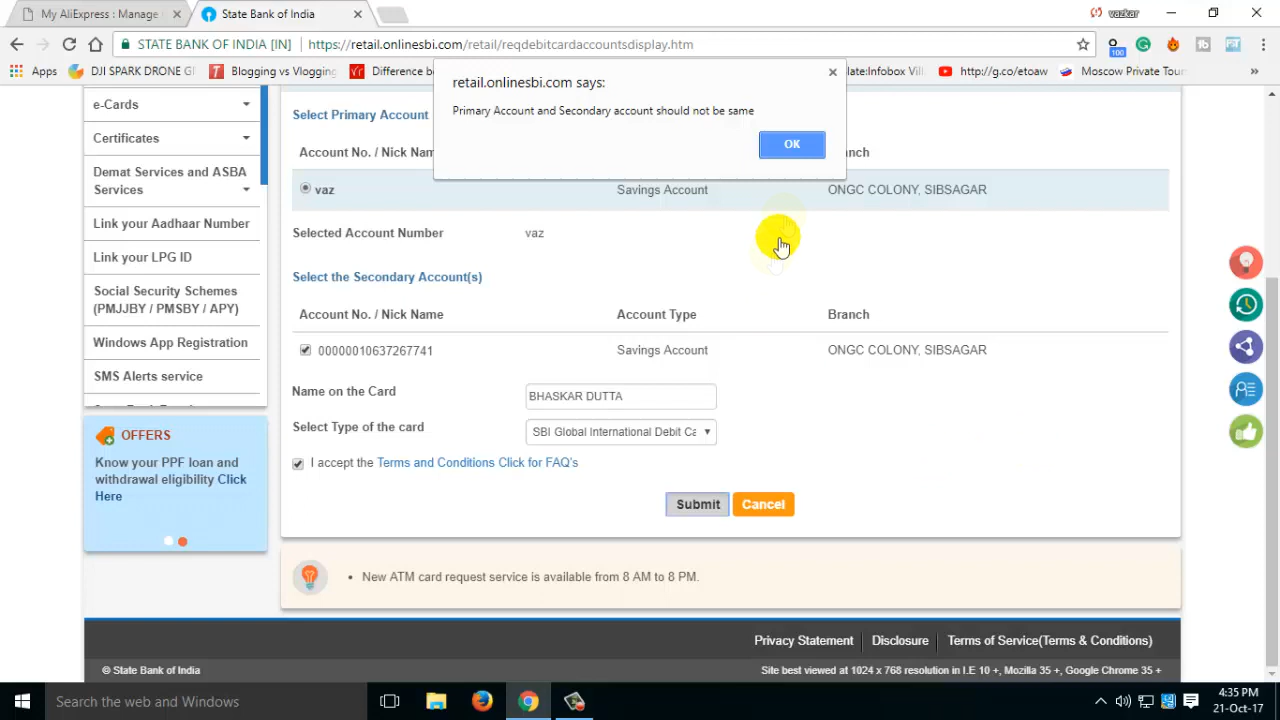 My AliExpress : Manage
State Bank of India
vazkar
STATE BANK OF INDIA [IN]
https://retail.onlinesbi.com/retail/reqdebitcardaccountsdisplay.htm
100
Apps
DJI SPARK DRONE G
Blogging vs Vlogging
Difference b
late:Infobox Vil
http://g.co/etoaw
Moscow Private Tour
»
retail.onlinesbi.com says:
Primary Account and Secondary account should not be same
OK
e-Cards
Certificates
Demat Services and ASBA
Services
Link your Aadhaar Number
Link your LPG ID
Social Security Schemes
(PMJJBY / PMSBY / APY)
Windows App Registration
SMS Alerts service
OFFERS
Know your PPF loan and
withdrawal eligibility Click
Here
Select Primary Account
Account No. / Nick Nam
anch
vaz
Savings Account
ONGC COLONY, SIBSAGAR
Selected Account Number
vaz
Select the Secondary Account(s)
Account No. / Nick Name
Account Type
Branch
00000010637267741
Savings Account
ONGC COLONY, SIBSAGAR
Name on the Card
BHASKAR DUTTA
Select Type of the card
SBI Global International Debit Ca
I accept the Terms and Conditions Click for FAQ's
Submit
Cancel
• New ATM card request service is available from 8 AM to 8 PM.
Privacy Statement
Disclosure
Terms of Service(Terms & Conditions)
© State Bank of India
Site best viewed at 1024 x 768 resolution in I.E 10 +, Mozilla 35 +, Google Chrome 35 +
Search the web and Windows
4:35 PM
21-Oct-17